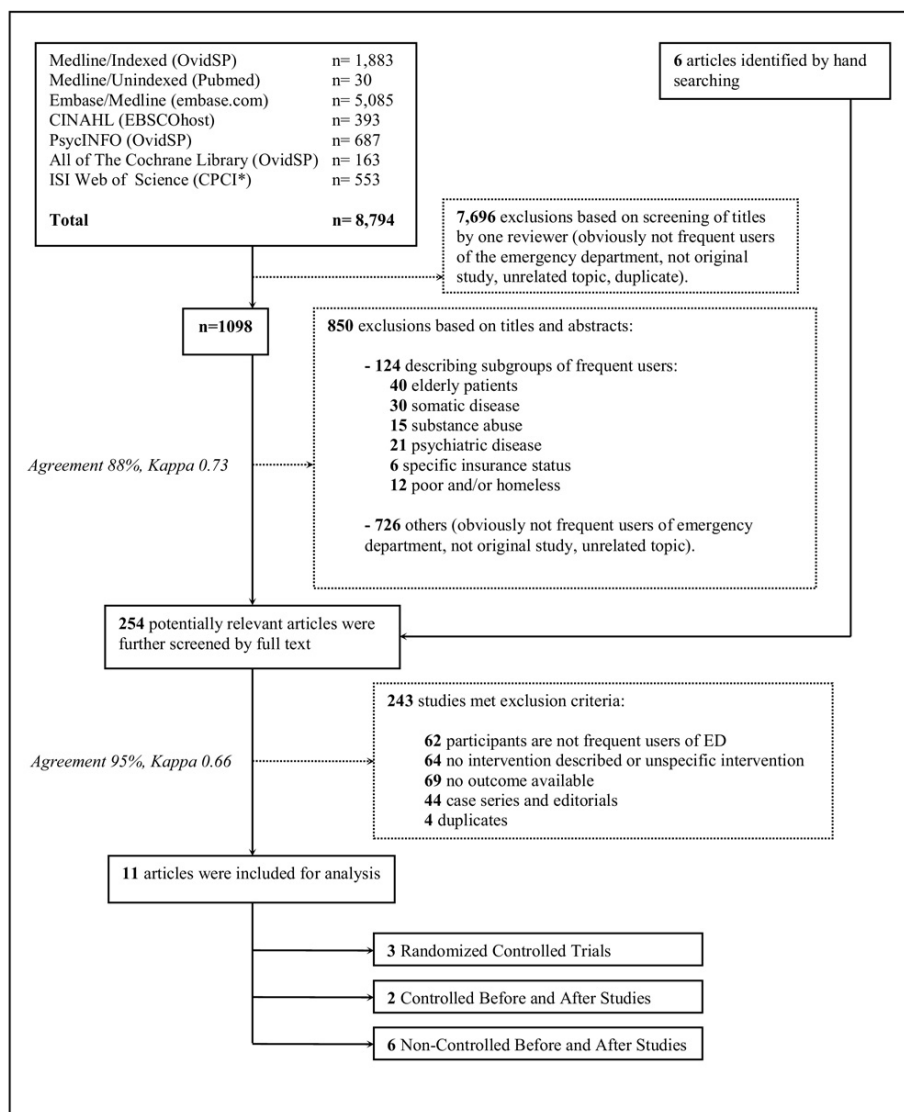 Medline/Indexed (OvidSP) n= 1,883
Medline/Unindexed (Pubmed) n= 30
Embase/Medline (embase.com) n= 5,085
CINAHL (EBSCOhost) n= 393
PsycINFO (OvidSP) n= 687
All of The Cochrane Library (OvidSP) n= 163
ISI Web of Science (CPCI*) n= 553
Total n= 8,794
6 articles identified by hand
searching
7,696 exclusions based on screening of titles
by one reviewer (obviously not frequent users
of the emergency department, not original
study, unrelated topic, duplicate).
n=1098
850 exclusions based on titles and abstracts:
- 124 describing subgroups of frequent users:
40 elderly patients
30 somatic disease
15 substance abuse
21 psychiatric disease
6 specific insurance status
12 poor and/or homeless
- 726 others (obviously not frequent users of emergency
department, not original study, unrelated topic).
Agreement 88%, Kappa 0.73
254 potentially relevant articles were
further screened by full text
243 studies met exclusion criteria:
62 participants are not frequent users of ED
64 no intervention described or unspecific intervention
69 no outcome available
44 case series and editorials
4 duplicates
Agreement 95%, Kappa 0.66
11 articles were included for analysis
3 Randomized Controlled Trials
2 Controlled Before and After Studies
6 Non-Controlled Before and After Studies